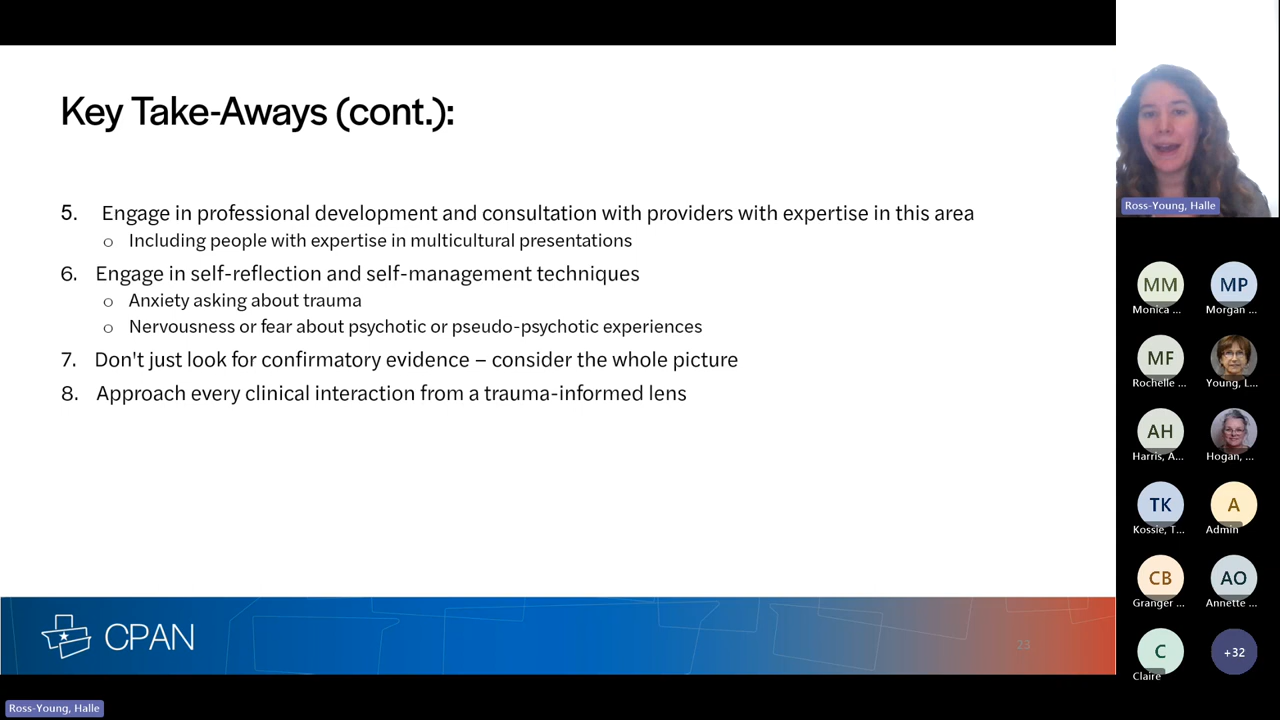 Key Take-Aways (cont.):
5. Engage in professional development and consultation with providers with expertise in this area
o Including people with expertise in multicultural presentations
6. Engage in self-reflection and self-management techniques
o Anxiety asking about trauma
o Nervousness or fear about psychotic or pseudo-psychotic experiences
7. Don't just look for confirmatory evidence – consider the whole picture
8. Approach every clinical interaction from a trauma-informed lens
CPAN
23
Ross-Young, Halle
MM
Monica ...
MP
Morgan ...
MF
Rochelle ...
Young, L...
AH
Harris, A...
Hogan, ...
TK
Kossie, T...
A
Admin
CB
Granger ...
AO
Annette ...
C
Claire
+32
Ross-Young, Halle